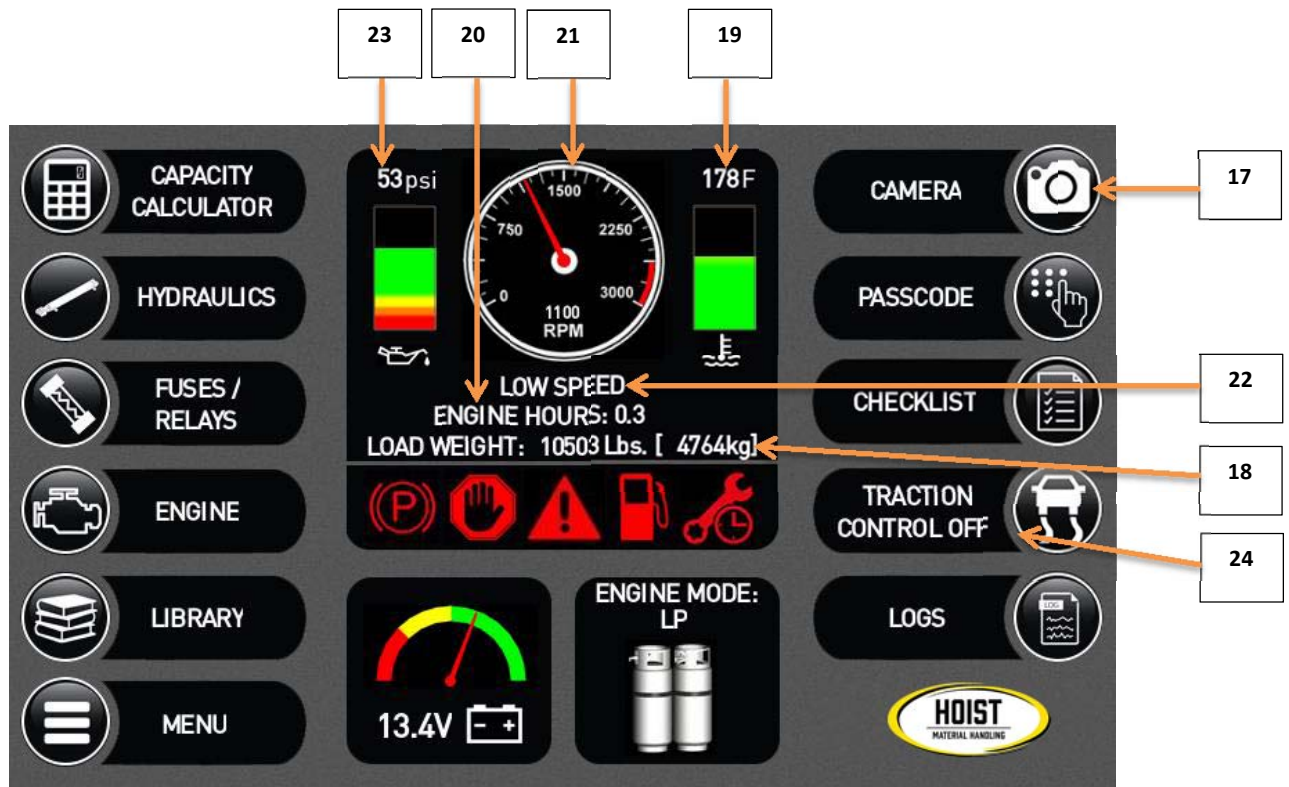 23
20
21
19
CAPACITY
CALCULATOR
HYDRAULICS
FUSES /
RELAYS
ENGINE
LIBRARY
MENU
53psi
750
1500
2250
0
3000
1100
RPM
178F
LOW SPEED
ENGINE HOURS: 0.3
LOAD WEIGHT: 10503 Lbs. [ 4764kg]
P
13.4V
- +
ENGINE MODE:
LP
CAMERA
PASSCODE
CHECKLIST
TRACTION
CONTROL OFF
LOG
LOGS
HOIST
MATERIAL HANDLING
17
22
18
24